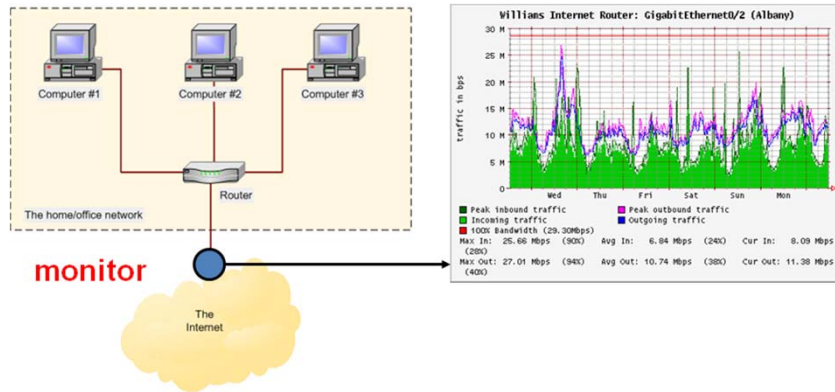 Computer #1
Computer #2
Computer #3
Router
The home/office network
monitor
The
Internet
Williams Internet Router: GigabitEthernet0/2 (Albany)
traffic in bps
30 M
25 M
20 M
15 M
10 M
5 M
0
Wed Thu Fri Sat Sun Mon
Peak inbound traffic Peak outbound traffic
Incoming traffic Outgoing traffic
100% Bandwidth (29.30Mbps)
Max In: 25.66 Mbps (90%) Avg In: 6.84 Mbps (24%) Cur In: 8.09 Mbps
(28%)
Max Out: 27.01 Mbps (94%) Avg Out: 10.74 Mbps (38%) Cur Out: 11.38 Mbps
(40%)